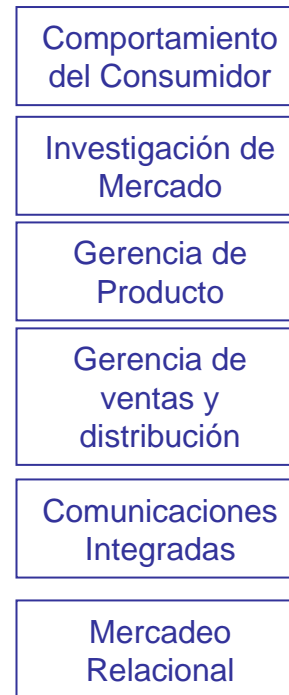 Comportamiento
del Consumidor
Investigación de
Mercado
Gerencia de
Producto
Gerencia de
ventas y
distribución
Comunicaciones
Integradas
Mercadeo
Relacional